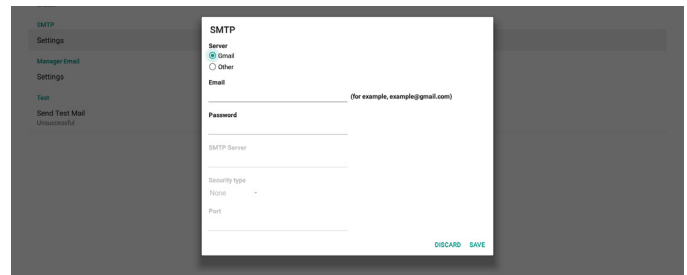 SMTP
Settings
Manager Email
Settings
Test
Send Test Mail
Unsuccessful
SMTP
Server
Gmail
Other
Email
(for example, example@gmail.com)
Password
SMTP Server
Security type
None
Port
DISCARD SAVE